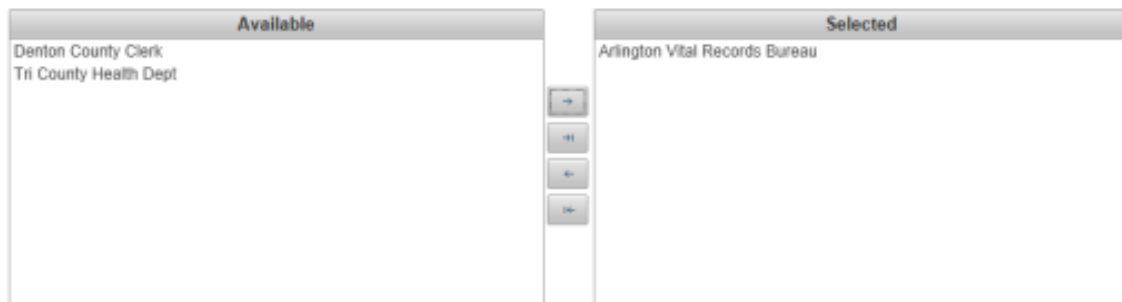 Available
Denton County Clerk
Tri County Health Dept
Selected
Arlington Vital Records Bureau